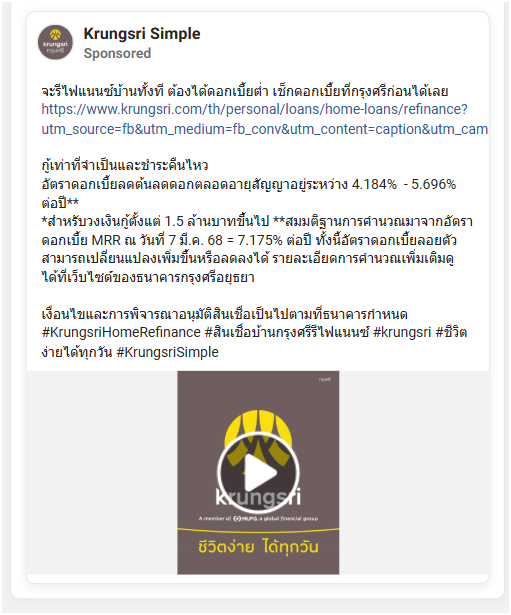 Krungsri Simple
Sponsored
krungsri
กรุงศรี
จะรีไฟแนนซ์บ้านทั้งที ต้องได้ดอกเบี้ยต่ำ เช็กดอกเบี้ยที่กรุงศรีก่อนได้เลย
https://www.krungsri.com/th/personal/loans/home-loans/refinance?
utm_source=fb&utm_medium=fb_conv&utm_content=caption&utm_cam
กู้เท่าที่จำเป็นและชำระคืนไหว
อัตราดอกเบี้ยลดต้นลดดอกตลอดอายุสัญญาอยู่ระหว่าง 4.184% - 5.696%
ต่อปี**
*สำหรับวงเงินกู้ตั้งแต่ 1.5 ล้านบาทขึ้นไป **สมมติฐานการคำนวณมาจากอัตรา
ดอกเบี้ย MRR ณ วันที่ 7 มี.ค. 68 = 7.175% ต่อปี ทั้งนี้อัตราดอกเบี้ยลอยตัว
สามารถเปลี่ยนแปลงเพิ่มขึ้นหรือลดลงได้ รายละเอียดการคำนวณเพิ่มเติมดู
ได้ที่เว็บไซต์ของธนาคารกรุงศรีอยุธยา
เงื่อนไขและการพิจารณาอนุมัติสินเชื่อเป็นไปตามที่ธนาคารกำหนด
#KrungsriHomeRefinance #สินเชื่อบ้านกรุงศรีรีไฟแนนซ์ #krungsri #ชีวิต
ง่ายได้ทุกวัน #KrungsriSimple
กรุงศรี
krungsri
A member of MUFG, a global financial group
ชีวิตง่าย ได้ทุกวัน